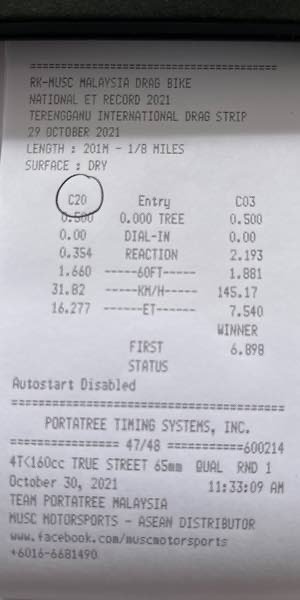 ==========================================
RK-MUSC MALAYSIA DRAG BIKE
NATIONAL ET RECORD 2021
TERENGGANU INTERNATIONAL DRAG STRIP
29 OCTOBER 2021
LENGTH : 201M - 1/8 MILES
SURFACE : DRY
C20 Entry C03
0.500 0.000 TREE 0.500
0.00 DIAL-IN 0.00
0.354 REACTION 2.193
1.660 -----60FT----- 1.881
31.82 -----KM/H----- 145.17
16.277 ------ET------ 7.540
WINNER
FIRST 6.898
STATUS
Autostart Disabled
==========================================
PORTATREE TIMING SYSTEMS, INC.
================ 47/48 ===========600214
4T<160cc TRUE STREET 65mm QUAL RND 1
October 30, 2021 11:33:09 AM
TEAM PORTATREE MALAYSIA
MUSC MOTORSPORTS - ASEAN DISTRIBUTOR
www.facebook.com/muscmotorsports
+6016-6681490